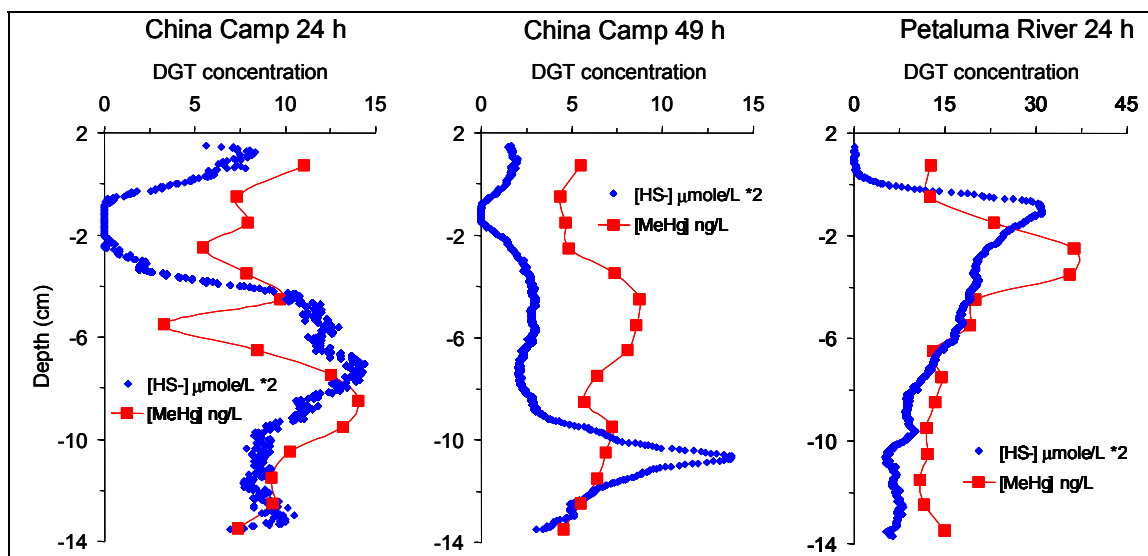 China Camp 24 h
DGT concentration
0 5 10 15
2
-2
-6
-10
-14
Depth (cm)
[HS-] µmole/L *2
[MeHg] ng/L
China Camp 49 h
DGT concentration
0 5 10 15
2
-2
-6
-10
-14
[HS-] µmole/L *2
[MeHg] ng/L
Petaluma River 24 h
DGT concentration
0 15 30 45
2
-2
-6
-10
-14
[HS-] µmole/L *2
[MeHg] ng/L